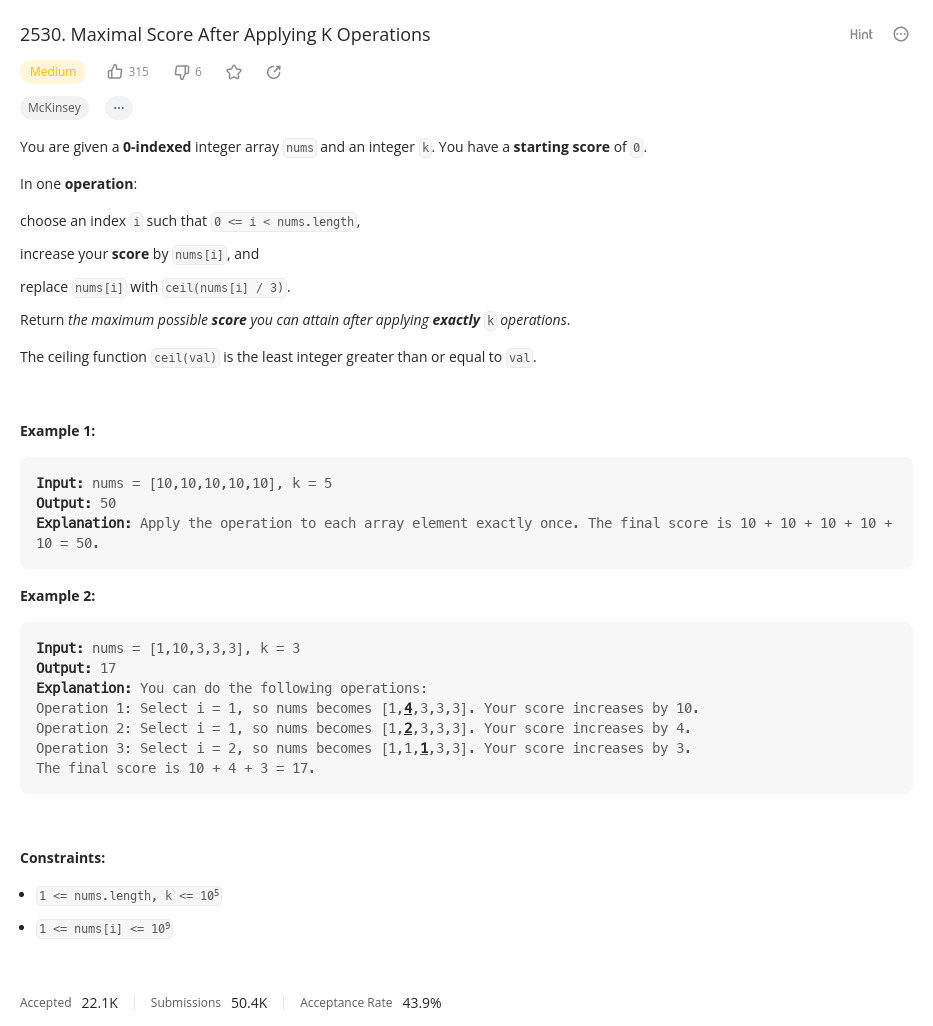 2530. Maximal Score After Applying K Operations
Hint
Medium 315 6
McKinsey ...
You are given a 0-indexed integer array nums and an integer k. You have a starting score of 0.
In one operation:
choose an index i such that 0 <= i < nums.length,
increase your score by nums[i], and
replace nums[i] with ceil(nums[i] / 3).
Return the maximum possible score you can attain after applying exactly k operations.
The ceiling function ceil(val) is the least integer greater than or equal to val.
Example 1:
Input: nums = [10,10,10,10,10], k = 5
Output: 50
Explanation: Apply the operation to each array element exactly once. The final score is 10 + 10 + 10 + 10 +
10 = 50.
Example 2:
Input: nums = [1,10,3,3,3], k = 3
Output: 17
Explanation: You can do the following operations:
Operation 1: Select i = 1, so nums becomes [1,4,3,3,3]. Your score increases by 10.
Operation 2: Select i = 1, so nums becomes [1,2,3,3,3]. Your score increases by 4.
Operation 3: Select i = 2, so nums becomes [1,1,1,3,3]. Your score increases by 3.
The final score is 10 + 4 + 3 = 17.
Constraints:
• 1 <= nums.length, k <= 10⁵
• 1 <= nums[i] <= 10⁹
Accepted 22.1K Submissions 50.4K Acceptance Rate 43.9%